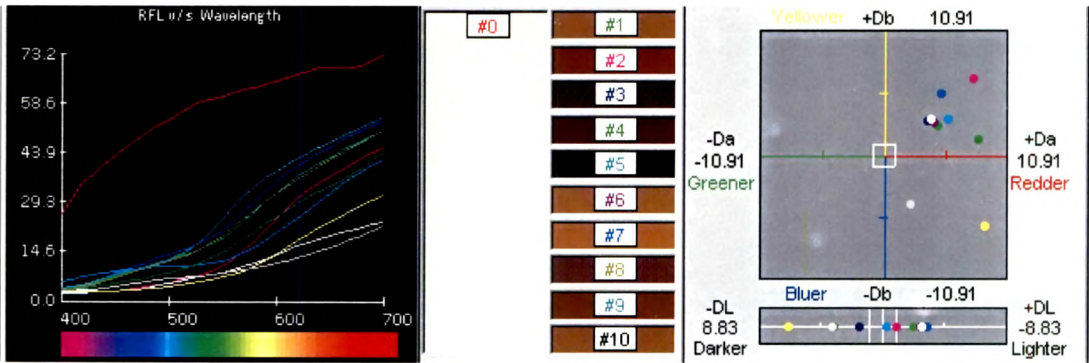 RFL v/s Wavelength
73.2
58.6
43.9
29.3
14.6
0.0
400 500 600 700
#0
#1
#2
#3
#4
#5
#6
#7
#8
#9
#10
Yellower +Db 10.91
-Da
-10.91
Greener
+Da
10.91
Redder
Bluer -Db -10.91
-DL
8.83
Darker
+DL
-8.83
Lighter